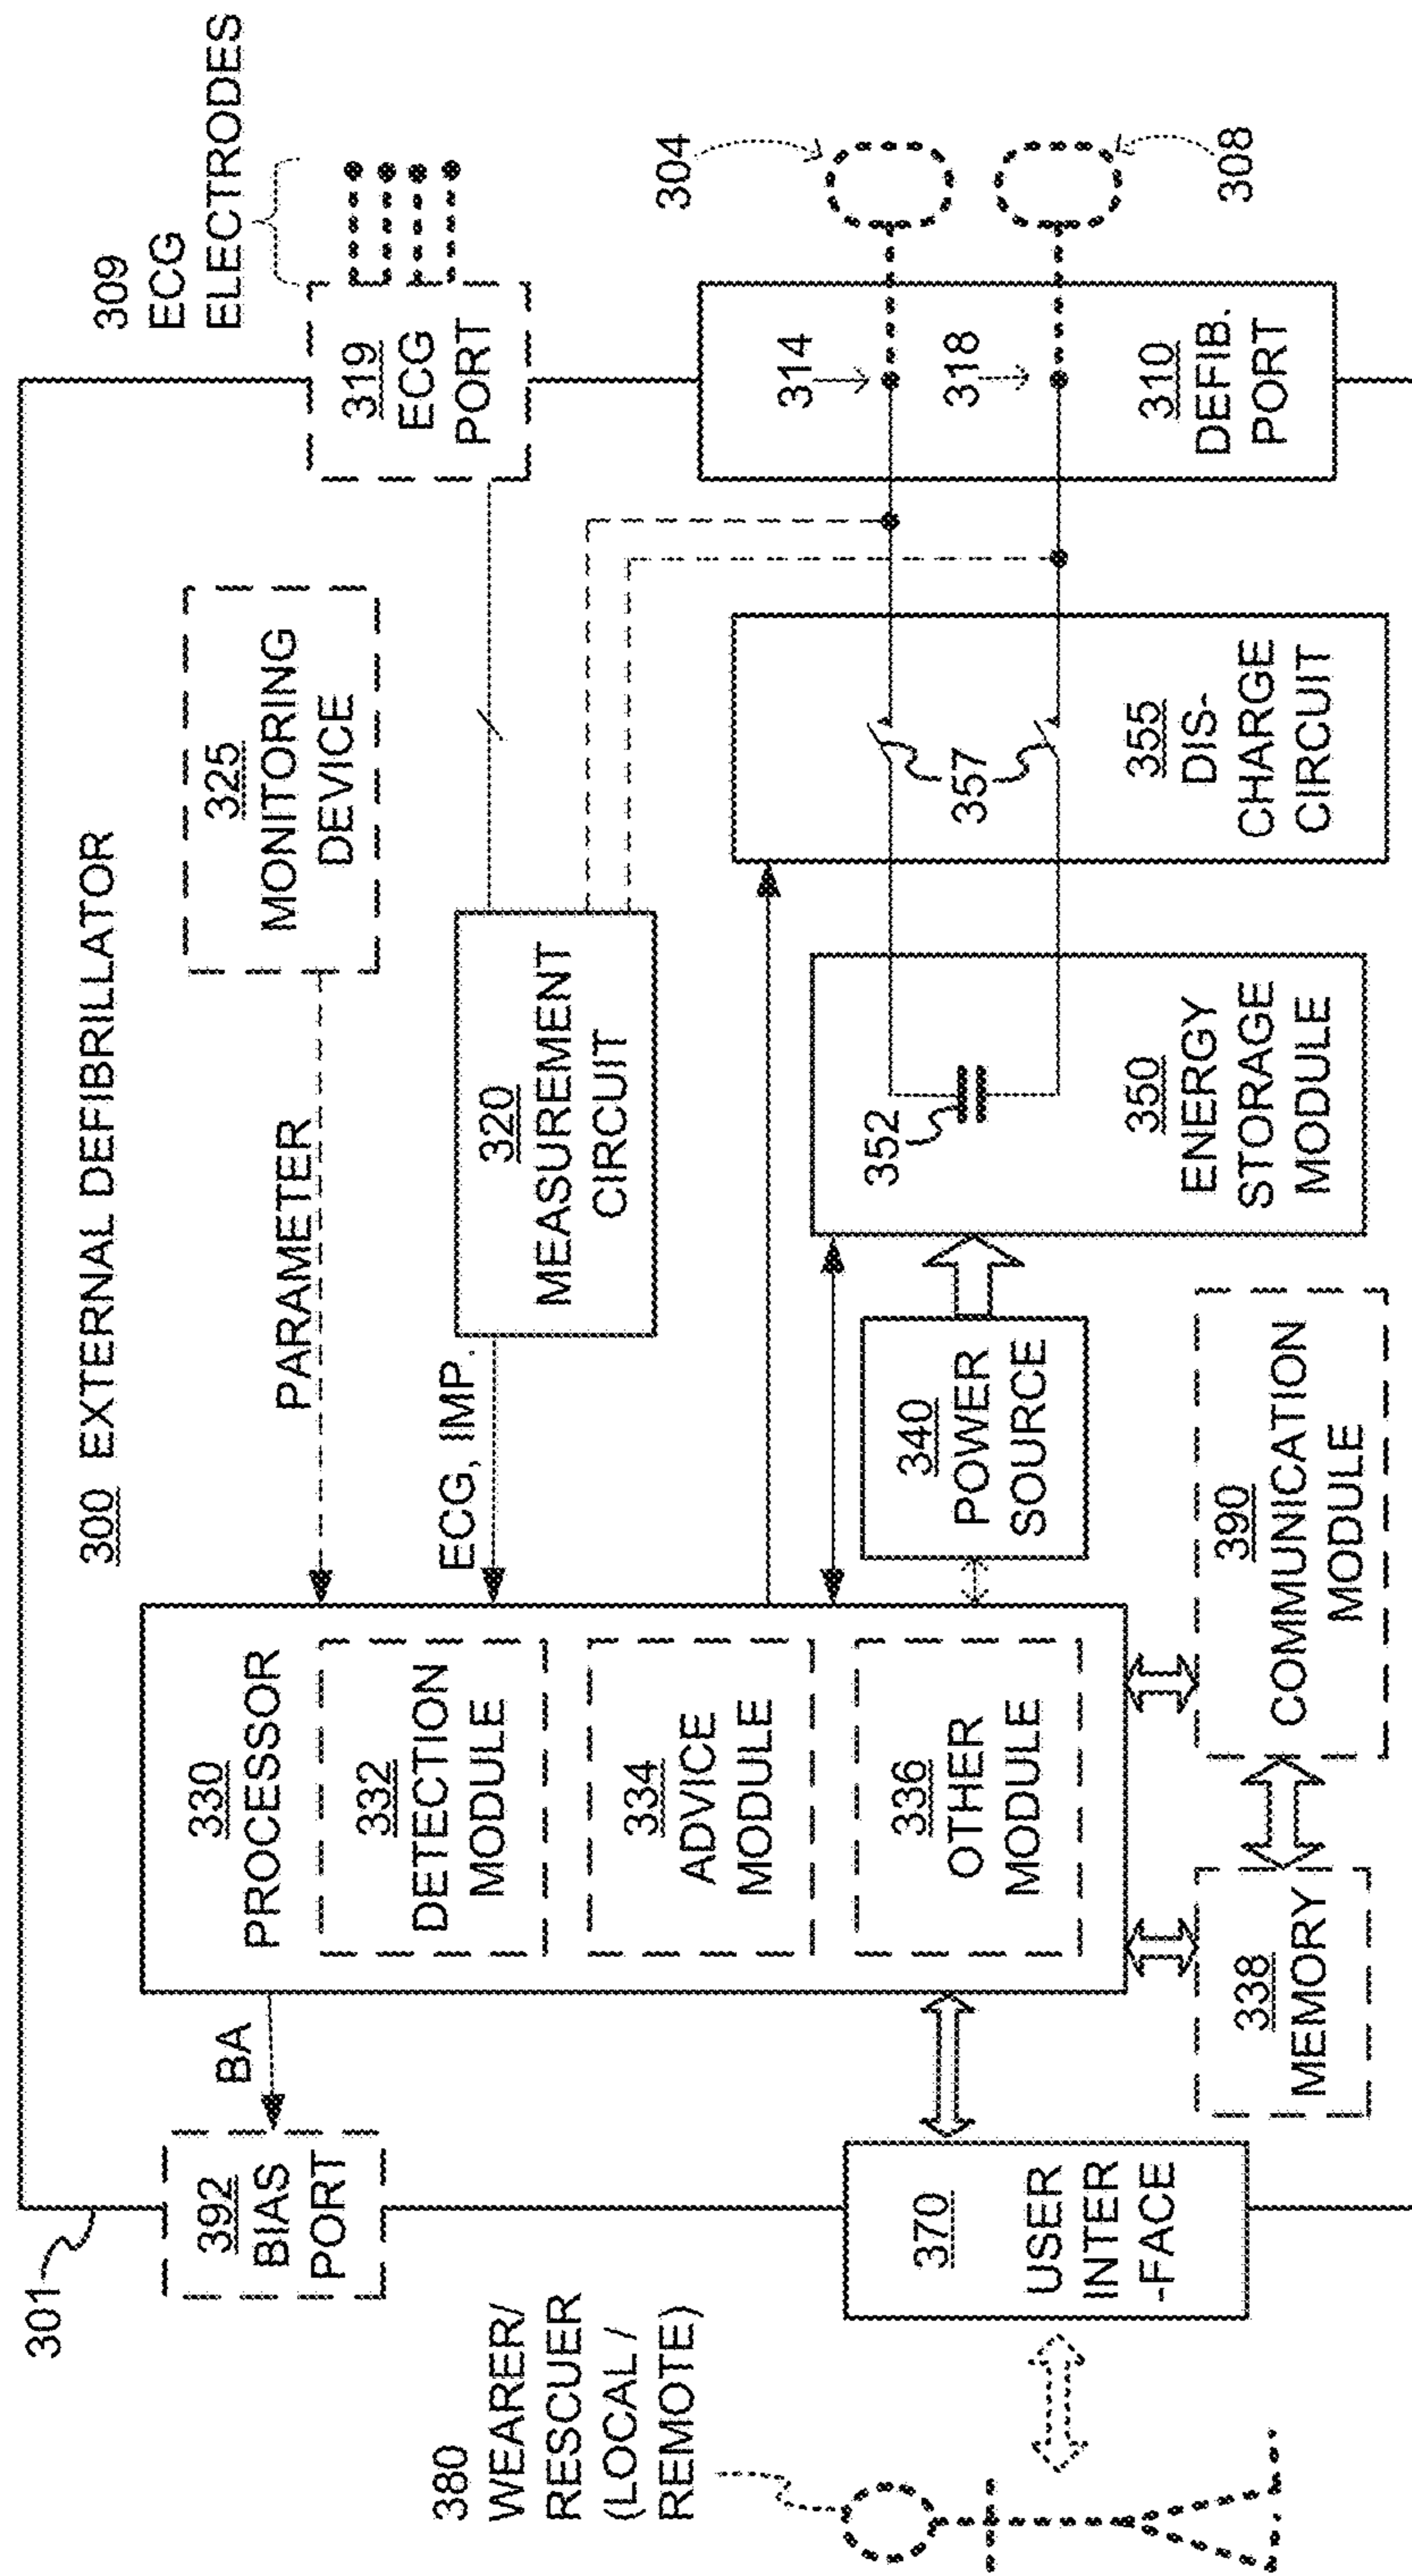 300 EXTERNAL DEFIBRILLATOR
301
309
ECG
ELECTRODES
392
BIAS
PORT
BA
330
PROCESSOR
332
DETECTION
MODULE
334
ADVICE
MODULE
336
OTHER
MODULE
PARAMETER
325
MONITORING
DEVICE
319
ECG
PORT
ECG, IMP.
320
MEASUREMENT
CIRCUIT
380
WEARER/
RESCUER
(LOCAL /
REMOTE)
370
USER
INTER
-FACE
338
MEMORY
390
COMMUNICATION
MODULE
340
POWER
SOURCE
352
350
ENERGY
STORAGE
MODULE
357
355
DIS-
CHARGE
CIRCUIT
314
318
310
DEFIB.
PORT
304
308